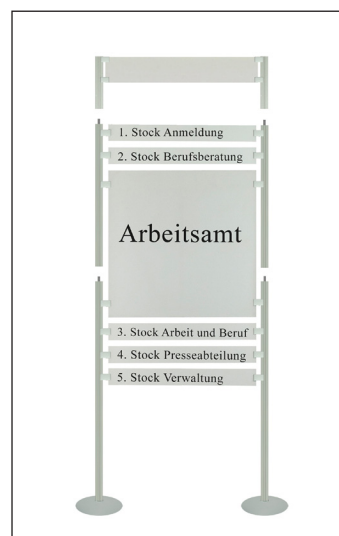 1. Stock Anmeldung
2. Stock Berufsberatung
Arbeitsamt
3. Stock Arbeit und Beruf
4. Stock Presseabteilung
5. Stock Verwaltung